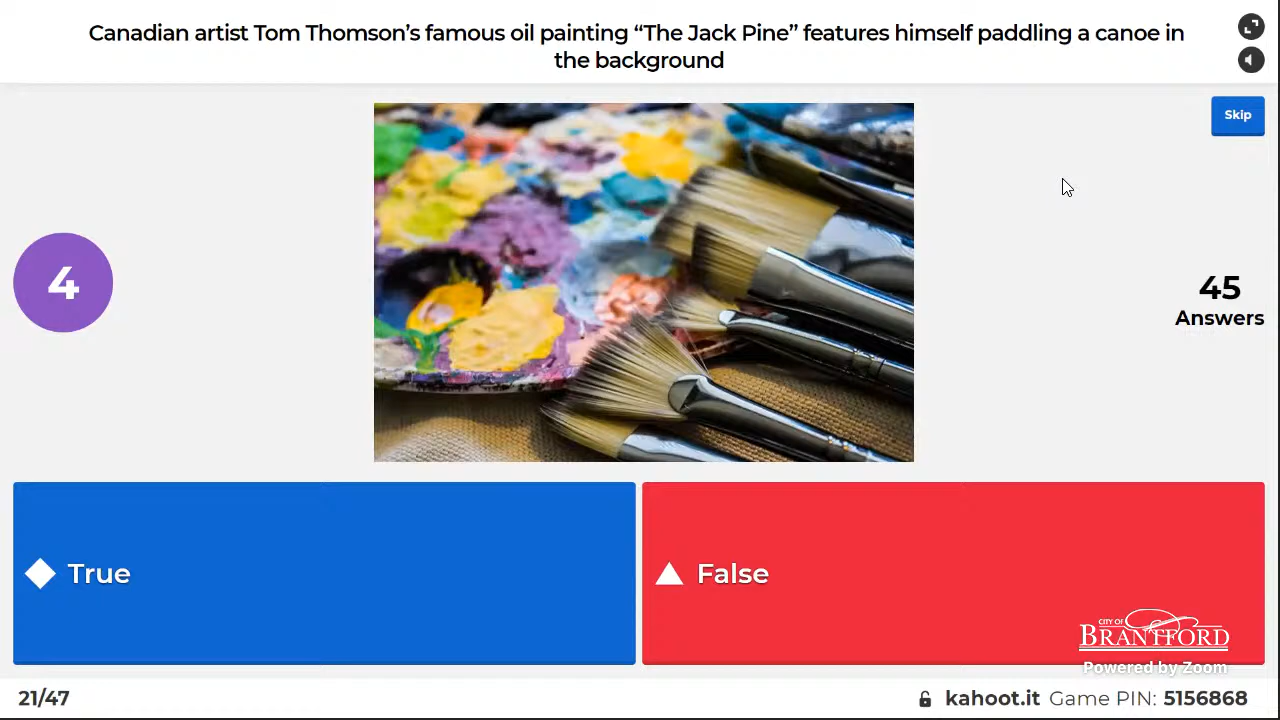 Canadian artist Tom Thomson’s famous oil painting “The Jack Pine” features himself paddling a canoe in
the background
Skip
4
45
Answers
True
False
CITY OF
BRANTFORD
Powered by Zoom
21/47
kahoot.it Game PIN: 5156868